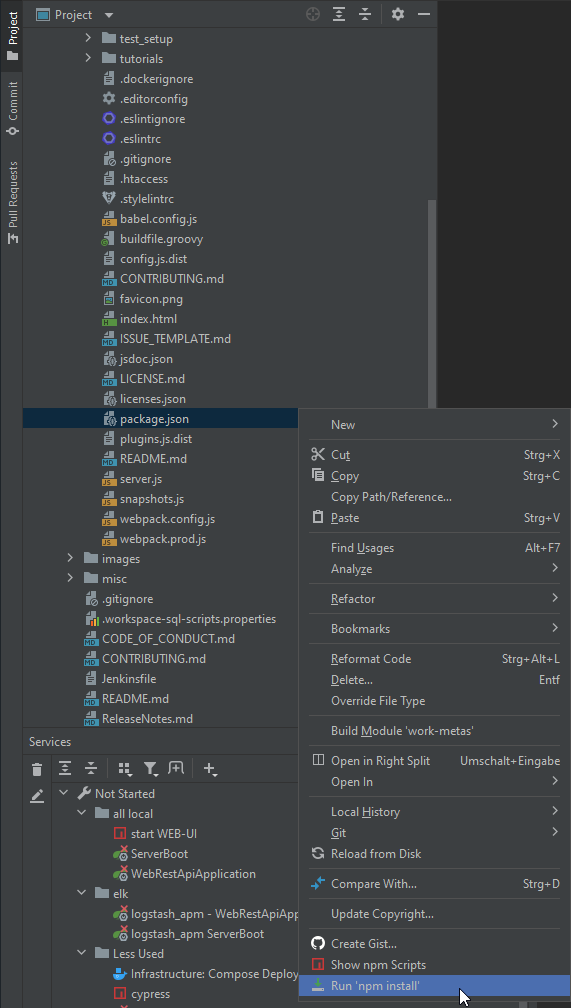 Project
Project
Commit
Pull Requests
test_setup
tutorials
.dockerignore
.editorconfig
.eslintignore
.eslintrc
.gitignore
.htaccess
.stylelintrc
babel.config.js
buildfile.groovy
config.js.dist
CONTRIBUTING.md
favicon.png
index.html
ISSUE_TEMPLATE.md
jsdoc.json
LICENSE.md
licenses.json
package.json
plugins.js.dist
README.md
server.js
snapshots.js
webpack.config.js
webpack.prod.js
images
misc
.gitignore
.workspace-sql-scripts.properties
CODE_OF_CONDUCT.md
CONTRIBUTING.md
Jenkinsfile
README.md
ReleaseNotes.md
New
Cut Strg+X
Copy Strg+C
Copy Path/Reference...
Paste Strg+V
Find Usages Alt+F7
Analyze
Refactor
Bookmarks
Reformat Code Strg+Alt+L
Delete... Entf
Override File Type
Build Module 'work-metas'
Open in Right Split Umschalt+Eingabe
Open In
Local History
Git
Reload from Disk
Compare With... Strg+D
Update Copyright...
Create Gist...
Show npm Scripts
Run 'npm install'
Services
Not Started
all local
start WEB-UI
ServerBoot
WebRestApiApplication
elk
logstash_apm - WebRestApiApp
logstash_apm ServerBoot
Less Used
Infrastructure: Compose Deploy
cypress